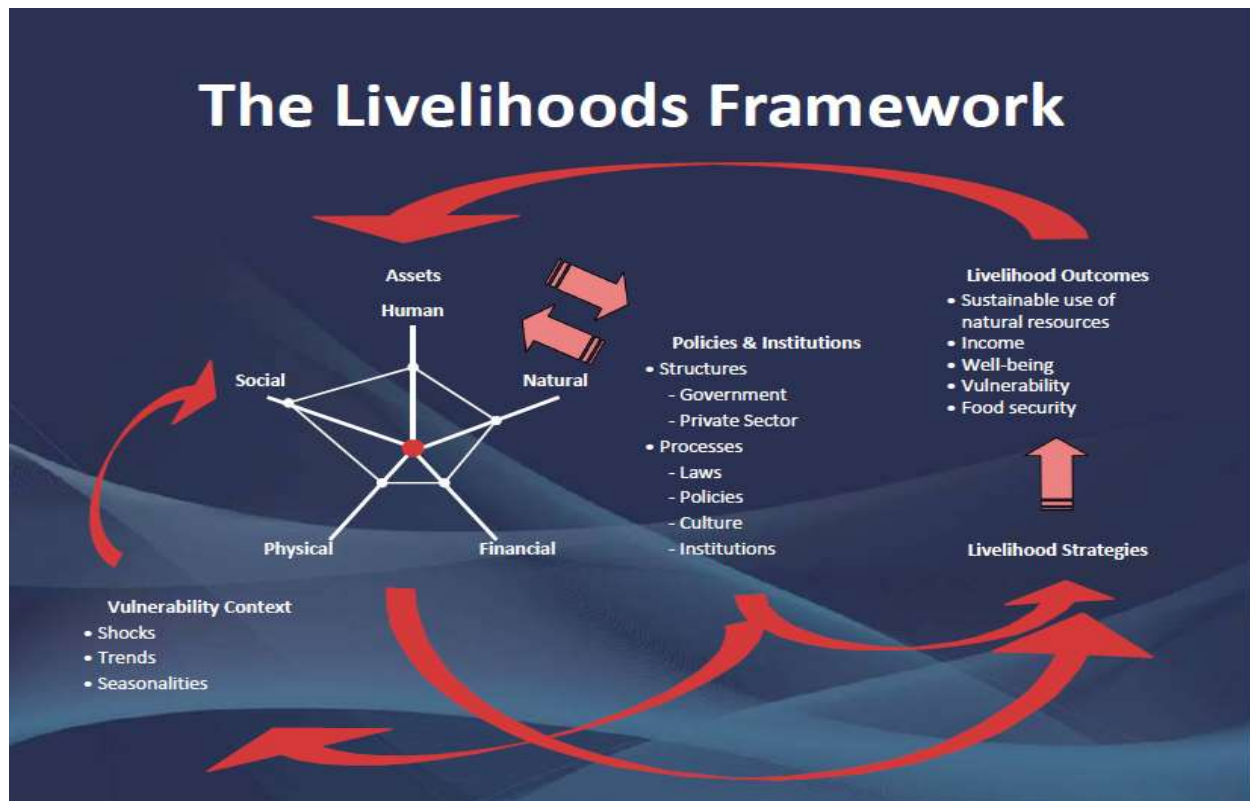 The Livelihoods Framework
Assets
Human
Social
Natural
Physical
Financial
Vulnerability Context
• Shocks
• Trends
• Seasonalities
Policies & Institutions
• Structures
- Government
- Private Sector
• Processes
- Laws
- Policies
- Culture
- Institutions
Livelihood Outcomes
• Sustainable use of
natural resources
• Income
• Well-being
• Vulnerability
• Food security
Livelihood Strategies